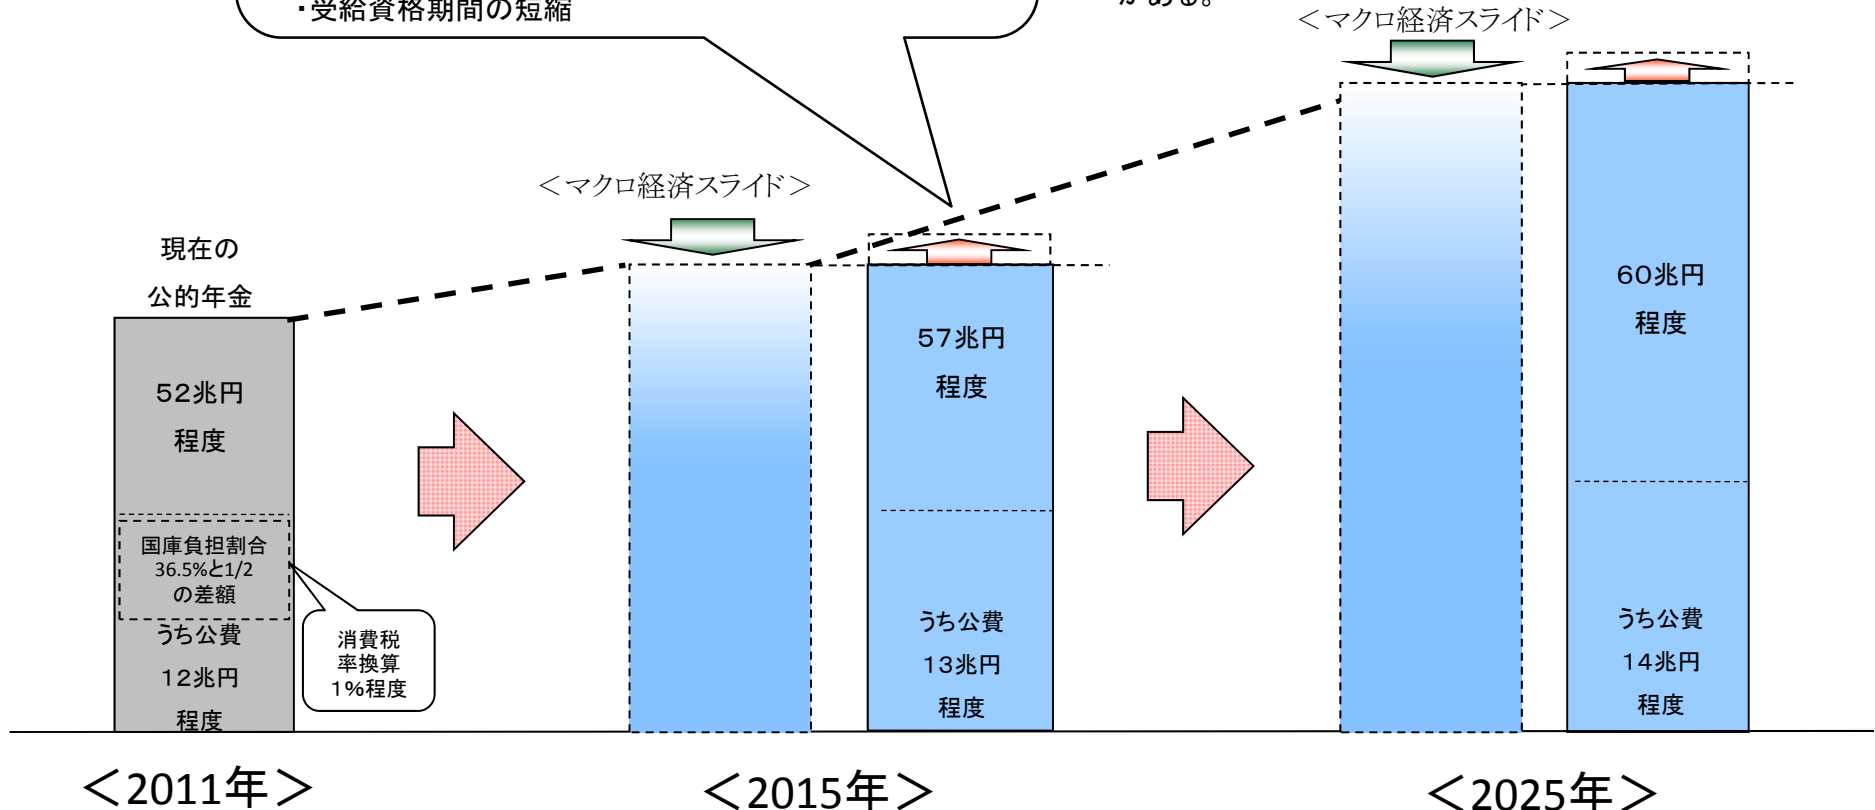 ・受給資格期間の短縮
がある。
＜マクロ経済スライド＞
＜マクロ経済スライド＞
現在の
公的年金
52兆円
程度
国庫負担割合
36.5%と1/2
の差額
うち公費
12兆円
程度
消費税
率換算
1%程度
57兆円
程度
うち公費
13兆円
程度
60兆円
程度
うち公費
14兆円
程度
＜2011年＞
＜2015年＞
＜2025年＞